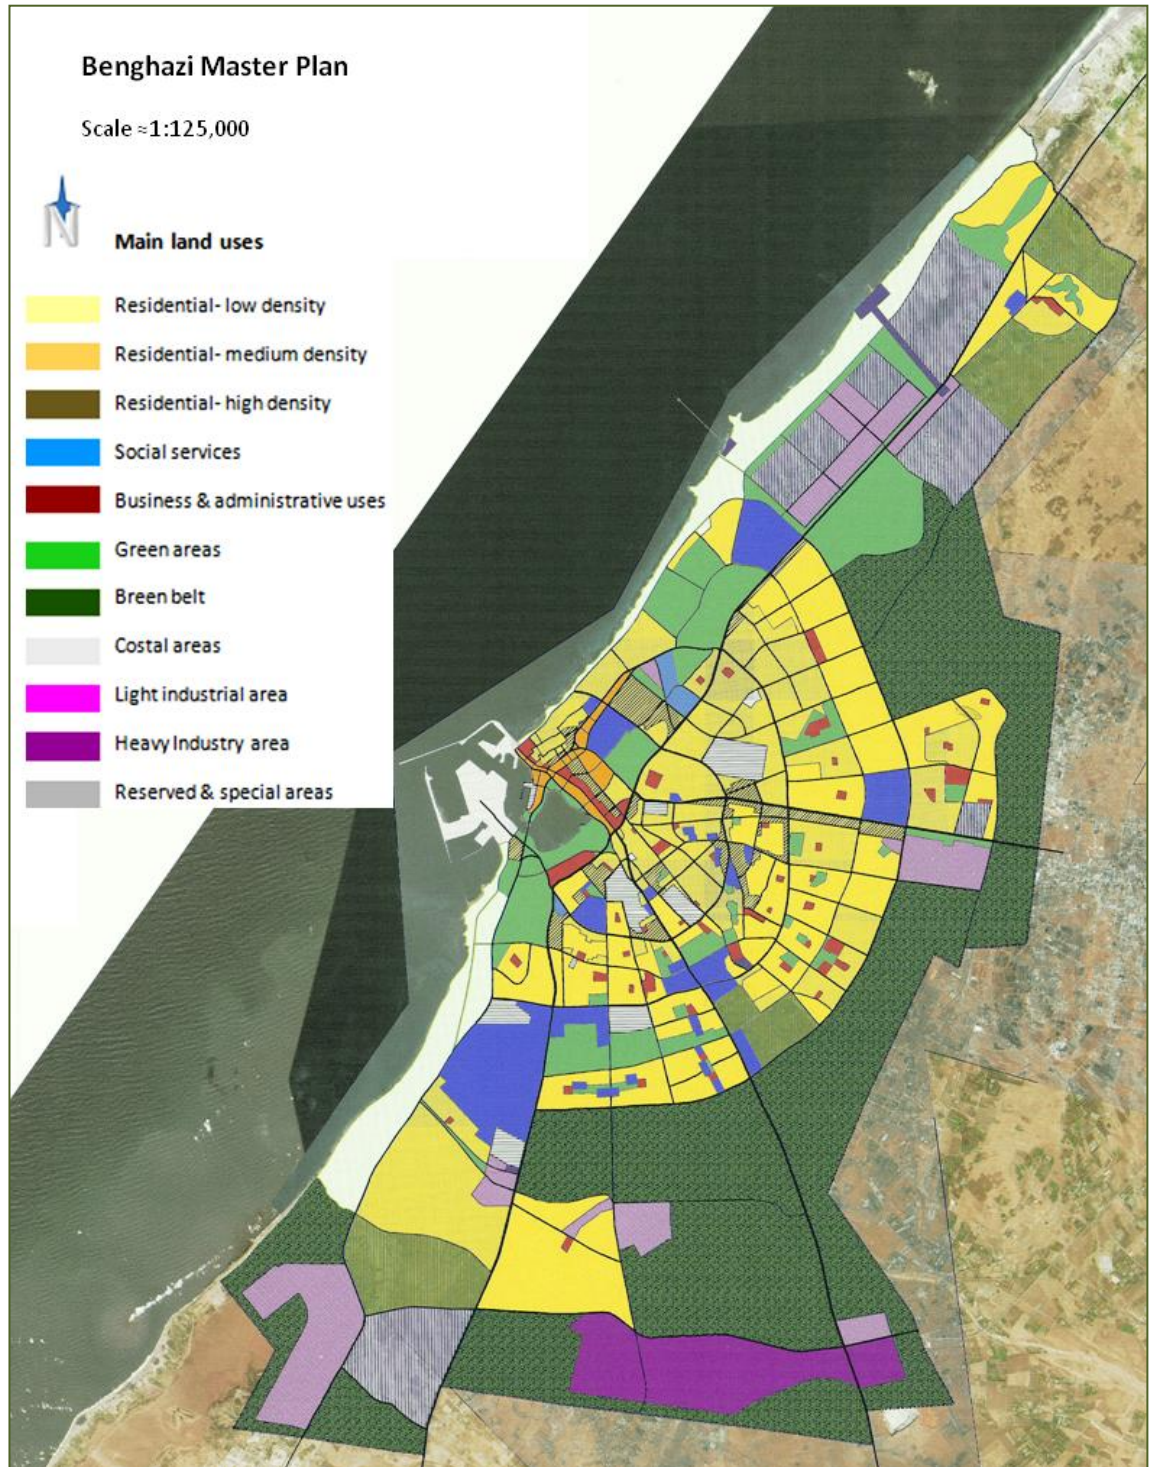 Benghazi Master Plan
Scale ≈1:125,000
N
Main land uses
Residential- low density
Residential- medium density
Residential- high density
Social services
Business & administrative uses
Green areas
Breen belt
Costal areas
Light industrial area
Heavy Industry area
Reserved & special areas